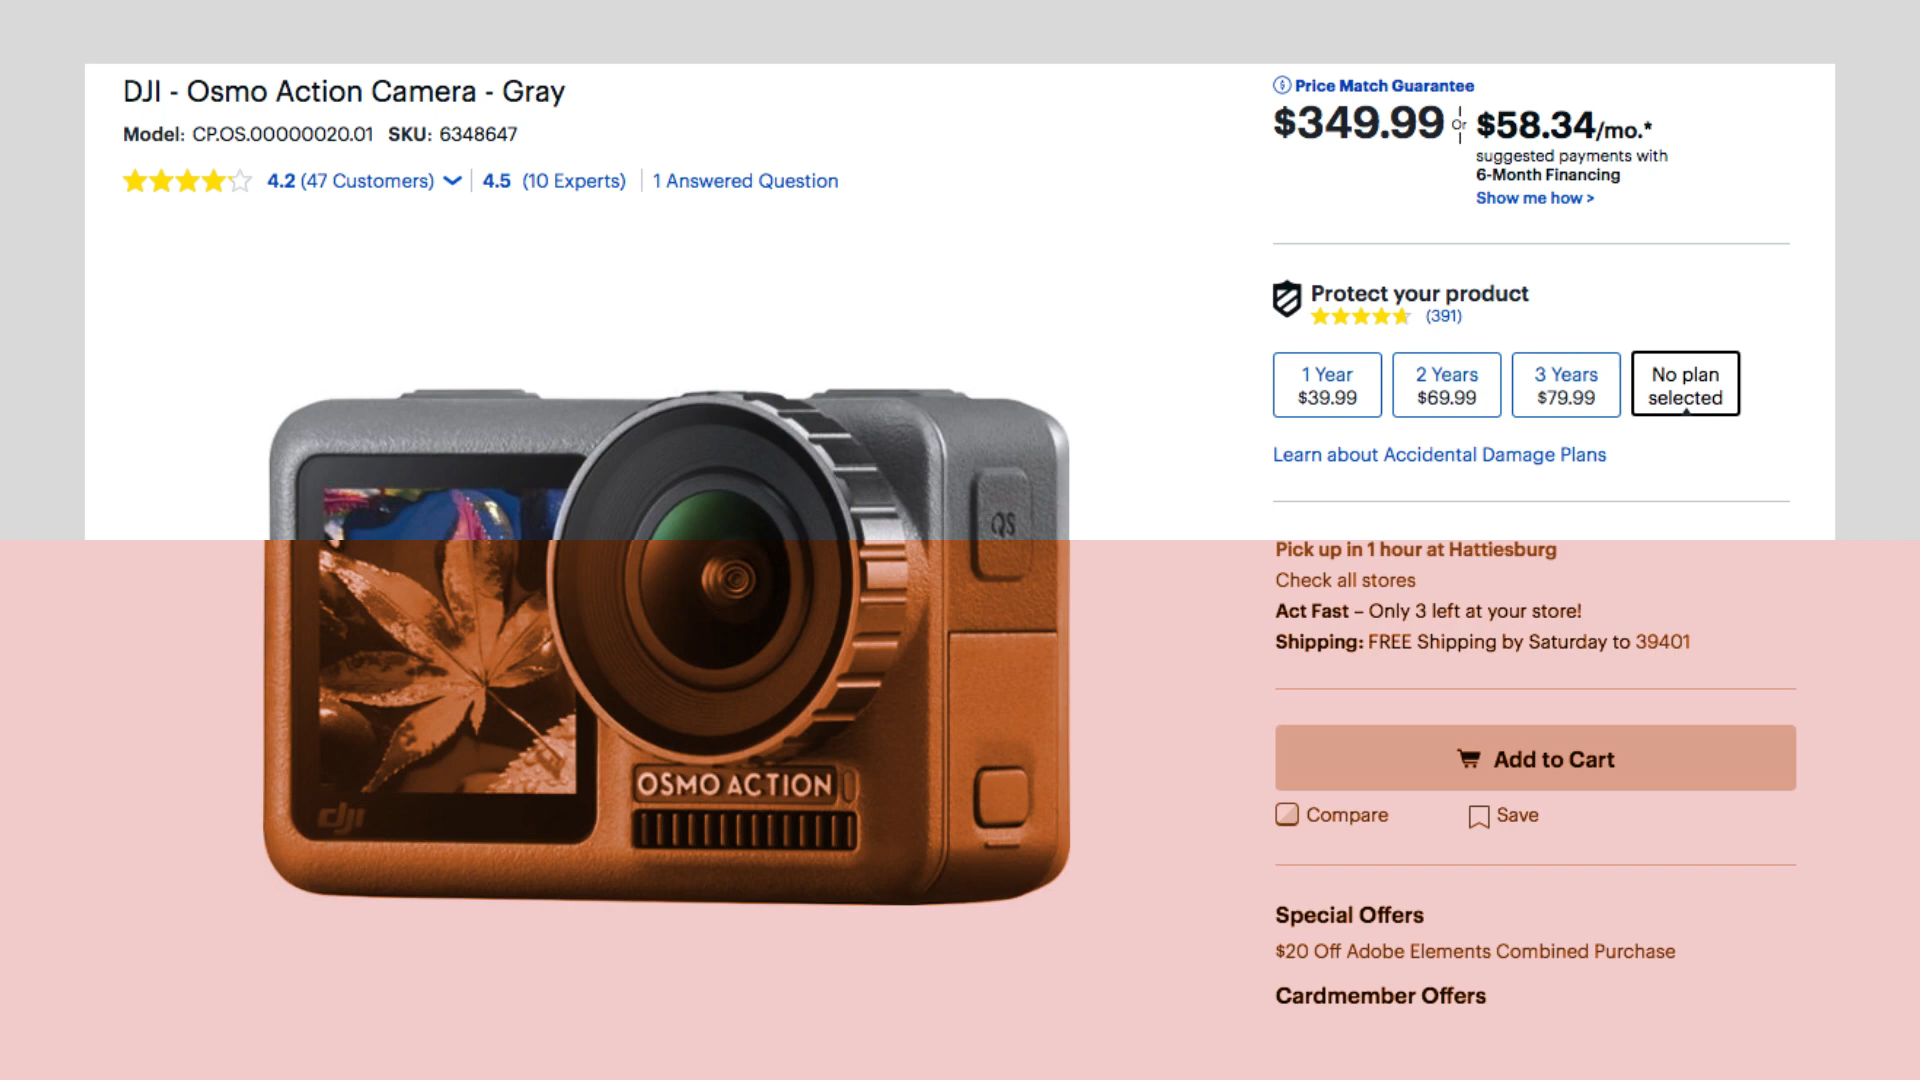 DJI - Osmo Action Camera - Gray
Model: CP.OS.00000020.01 SKU: 6348647
4.2 (47 Customers) 4.5 (10 Experts) 1 Answered Question
Price Match Guarantee
$349.99 Or $58.34/mo.*
suggested payments with
6-Month Financing
Show me how >
Protect your product
(391)
1 Year 2 Years 3 Years No plan
$39.99 $69.99 $79.99 selected
Learn about Accidental Damage Plans
QS
OSMO ACTION
dji
Pick up in 1 hour at Hattiesburg
Check all stores
Act Fast – Only 3 left at your store!
Shipping: FREE Shipping by Saturday to 39401
Add to Cart
Compare Save
Special Offers
$20 Off Adobe Elements Combined Purchase
Cardmember Offers